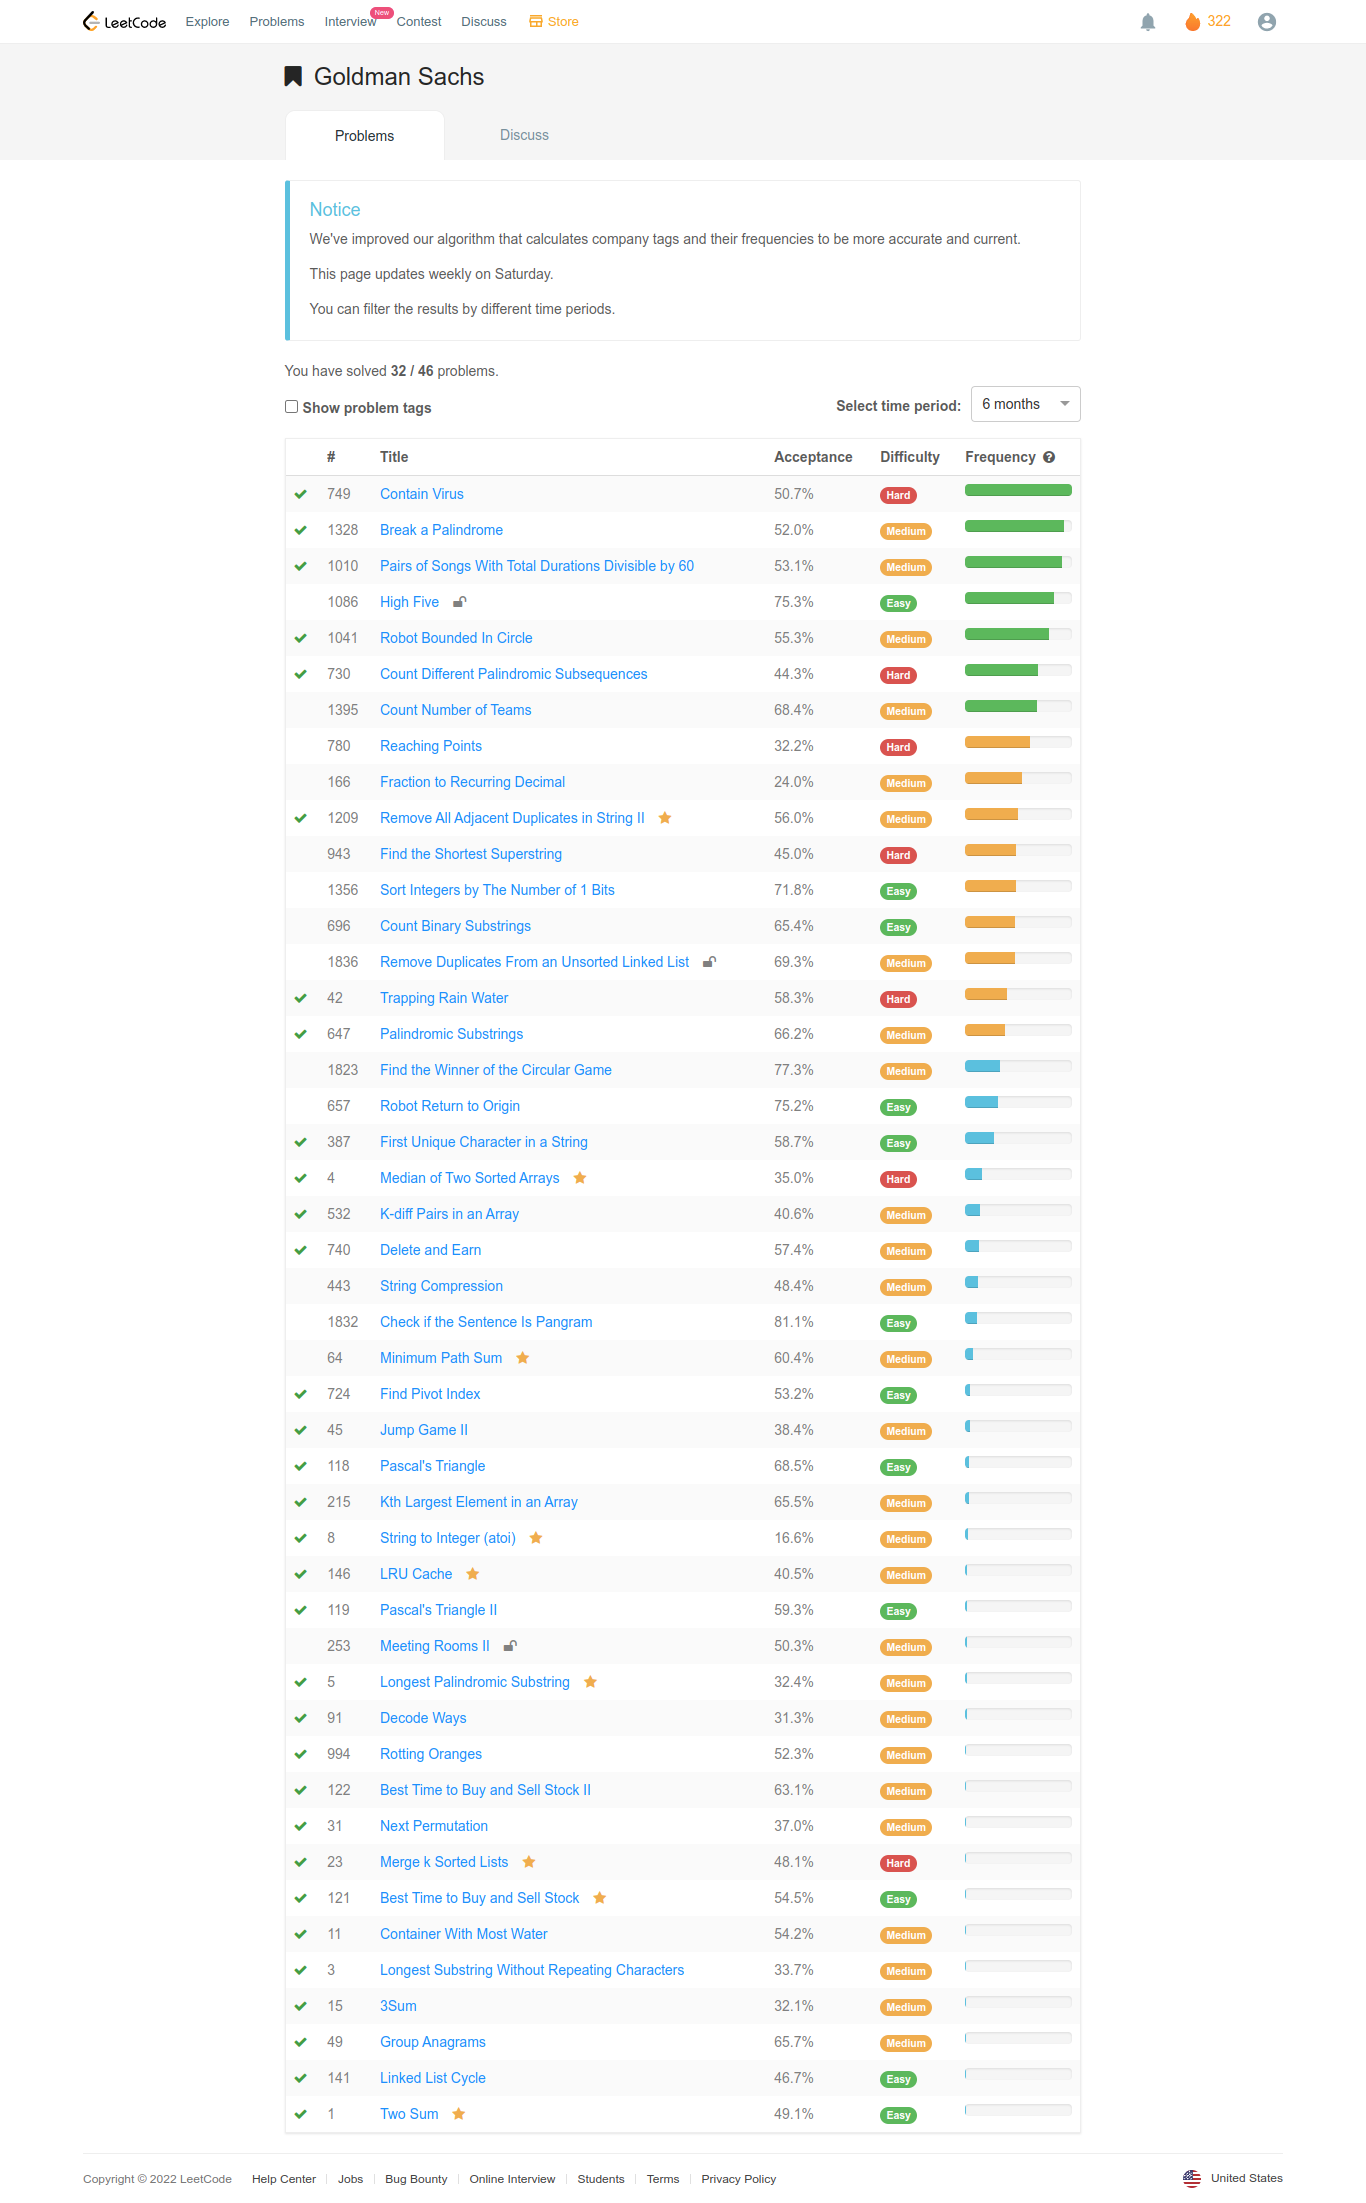 LeetCode Explore Problems Interview New Contest Discuss Store 322
Goldman Sachs
Problems Discuss
Notice
We've improved our algorithm that calculates company tags and their frequencies to be more accurate and current.
This page updates weekly on Saturday.
You can filter the results by different time periods.
You have solved 32 / 46 problems.
Show problem tags Select time period: 6 months
# Title Acceptance Difficulty Frequency ?
749 Contain Virus 50.7% Hard
1328 Break a Palindrome 52.0% Medium
1010 Pairs of Songs With Total Durations Divisible by 60 53.1% Medium
1086 High Five 75.3% Easy
1041 Robot Bounded In Circle 55.3% Medium
730 Count Different Palindromic Subsequences 44.3% Hard
1395 Count Number of Teams 68.4% Medium
780 Reaching Points 32.2% Hard
166 Fraction to Recurring Decimal 24.0% Medium
1209 Remove All Adjacent Duplicates in String II 56.0% Medium
943 Find the Shortest Superstring 45.0% Hard
1356 Sort Integers by The Number of 1 Bits 71.8% Easy
696 Count Binary Substrings 65.4% Easy
1836 Remove Duplicates From an Unsorted Linked List 69.3% Medium
42 Trapping Rain Water 58.3% Hard
647 Palindromic Substrings 66.2% Medium
1823 Find the Winner of the Circular Game 77.3% Medium
657 Robot Return to Origin 75.2% Easy
387 First Unique Character in a String 58.7% Easy
4 Median of Two Sorted Arrays 35.0% Hard
532 K-diff Pairs in an Array 40.6% Medium
740 Delete and Earn 57.4% Medium
443 String Compression 48.4% Medium
1832 Check if the Sentence Is Pangram 81.1% Easy
64 Minimum Path Sum 60.4% Medium
724 Find Pivot Index 53.2% Easy
45 Jump Game II 38.4% Medium
118 Pascal's Triangle 68.5% Easy
215 Kth Largest Element in an Array 65.5% Medium
8 String to Integer (atoi) 16.6% Medium
146 LRU Cache 40.5% Medium
119 Pascal's Triangle II 59.3% Easy
253 Meeting Rooms II 50.3% Medium
5 Longest Palindromic Substring 32.4% Medium
91 Decode Ways 31.3% Medium
994 Rotting Oranges 52.3% Medium
122 Best Time to Buy and Sell Stock II 63.1% Medium
31 Next Permutation 37.0% Medium
23 Merge k Sorted Lists 48.1% Hard
121 Best Time to Buy and Sell Stock 54.5% Easy
11 Container With Most Water 54.2% Medium
3 Longest Substring Without Repeating Characters 33.7% Medium
15 3Sum 32.1% Medium
49 Group Anagrams 65.7% Medium
141 Linked List Cycle 46.7% Easy
1 Two Sum 49.1% Easy
Copyright © 2022 LeetCode Help Center Jobs Bug Bounty Online Interview Students Terms Privacy Policy United States